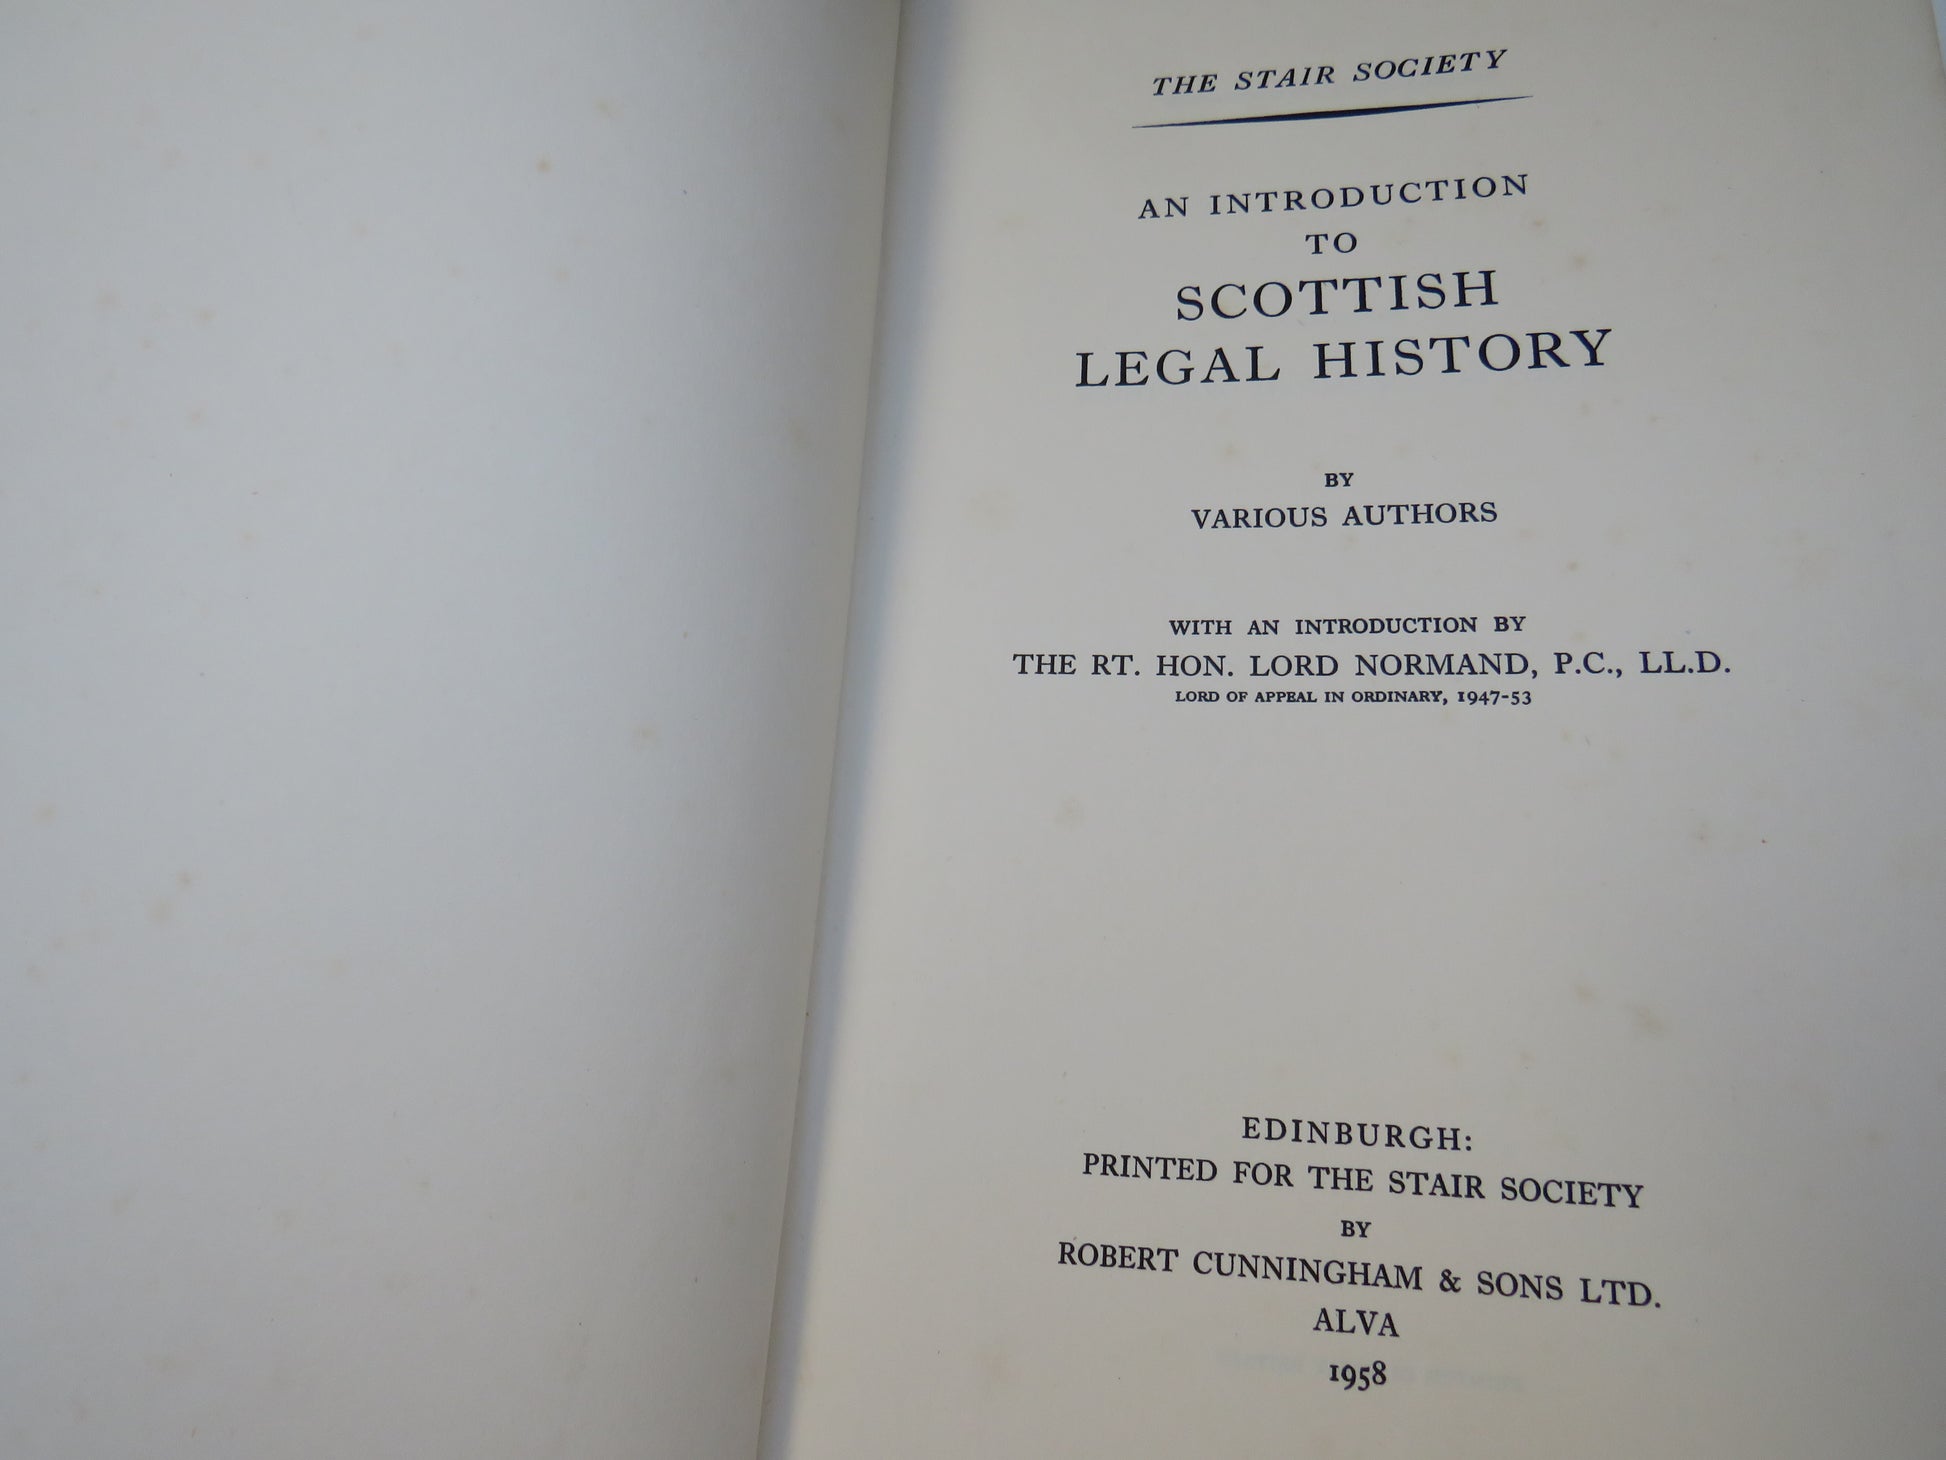 THE STAIR SOCIETY
AN INTRODUCTION
TO
SCOTTISH
LEGAL HISTORY
BY
VARIOUS AUTHORS
WITH AN INTRODUCTION BY
THE RT. HON. LORD NORMAND, P.C., LL.D.
LORD OF APPEAL IN ORDINARY, 1947-53
EDINBURGH:
PRINTED FOR THE STAIR SOCIETY
BY
ROBERT CUNNINGHAM & SONS LTD.
ALVA
1958